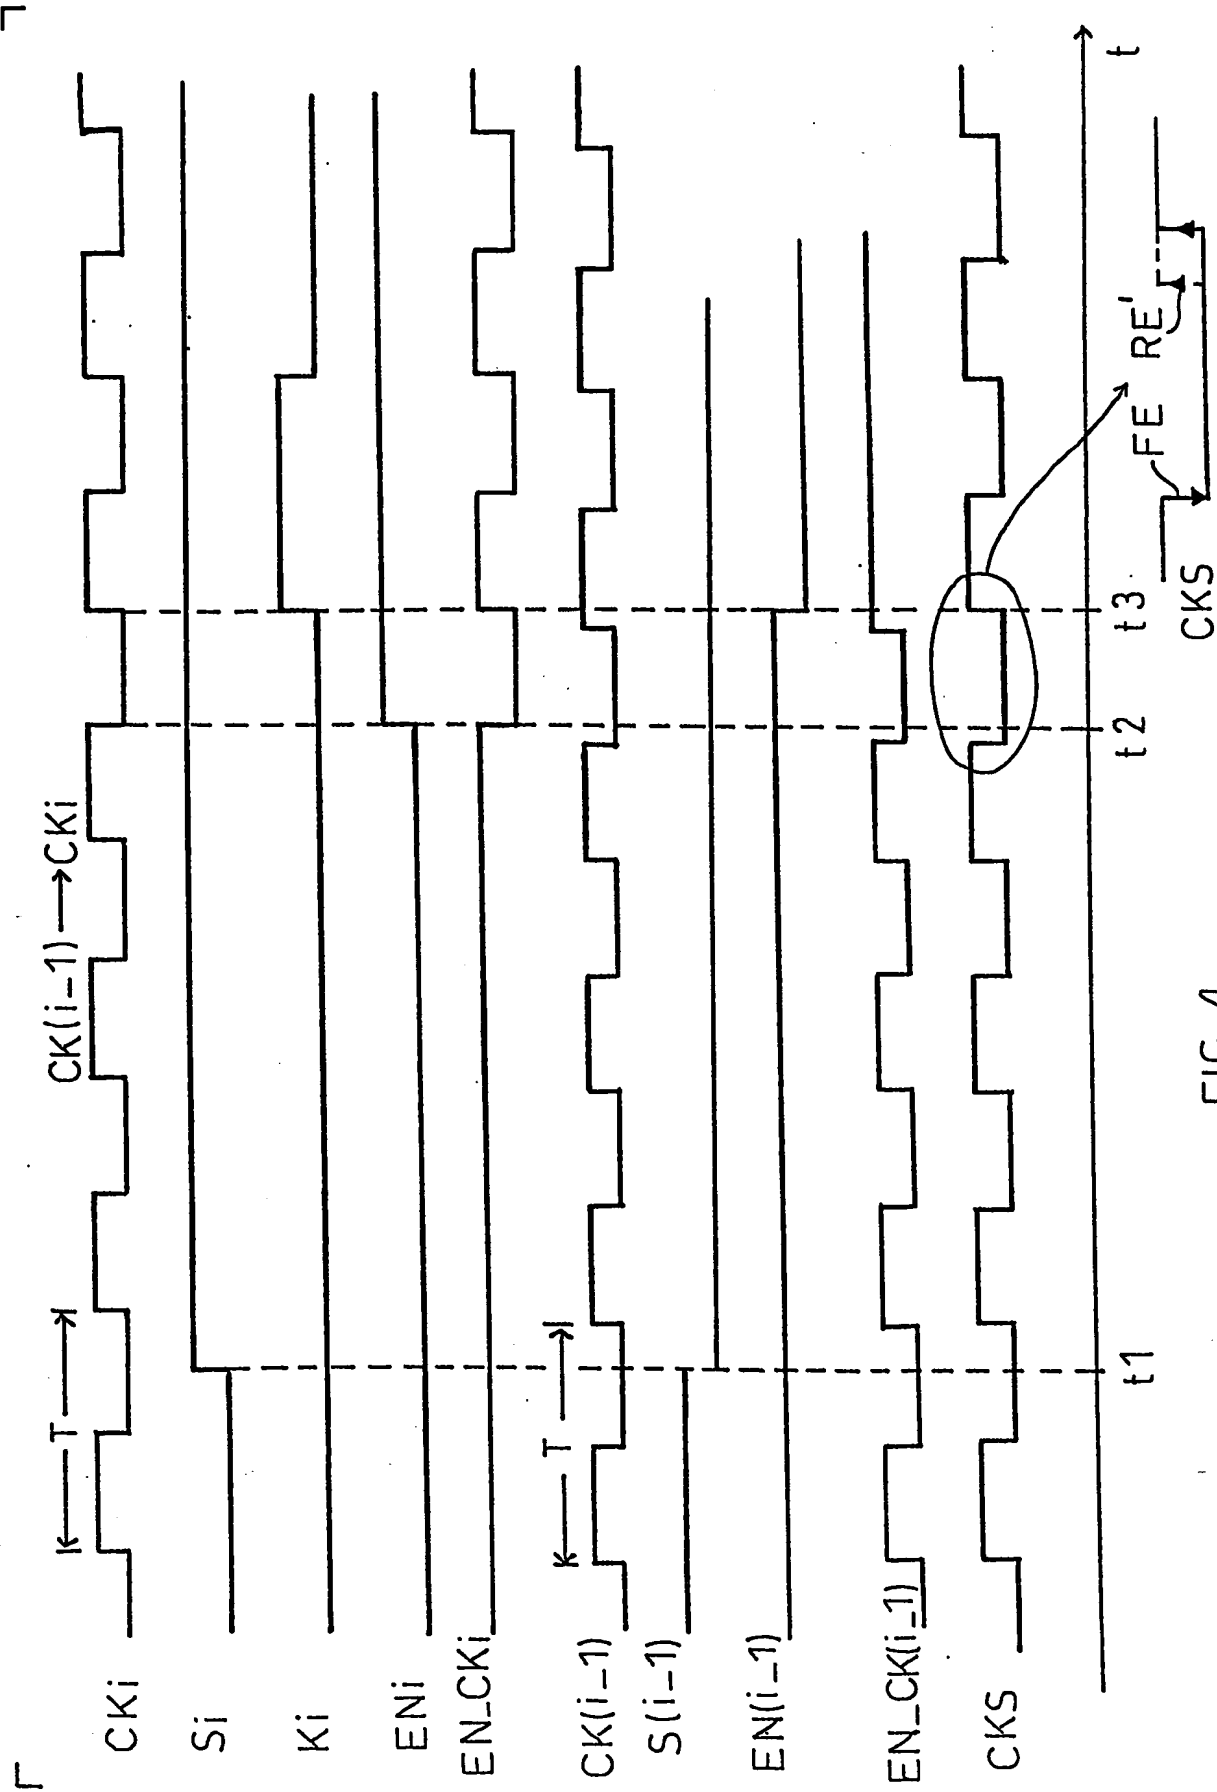 CK(i-1) → CKi
CKi
T
Si
Ki
ENi
EN_CKi
CK(i-1)
T
S(i-1)
EN(i-1)
EN_CK(i-1)
CKS
t1
t2
t3
t
CKS
FE
RE'